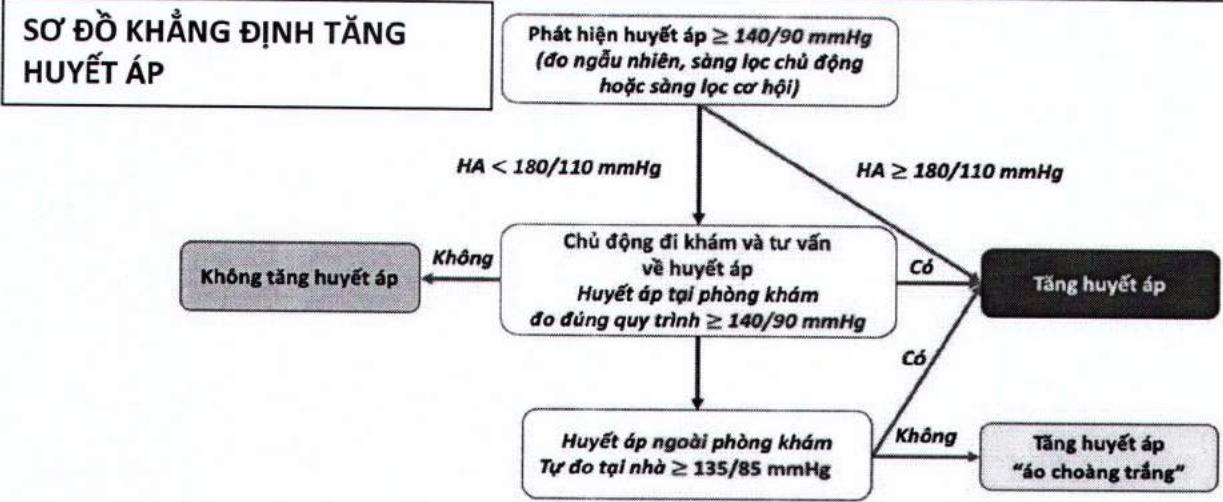 SƠ ĐỒ KHẲNG ĐỊNH TĂNG
HUYẾT ÁP
Phát hiện huyết áp ≥ 140/90 mmHg
(đo ngẫu nhiên, sàng lọc chủ động
hoặc sàng lọc cơ hội)
HA < 180/110 mmHg
HA ≥ 180/110 mmHg
Không tăng huyết áp
Không
Chủ động đi khám và tư vấn
về huyết áp
Huyết áp tại phòng khám
đo đúng quy trình ≥ 140/90 mmHg
Có
Tăng huyết áp
Có
Huyết áp ngoài phòng khám
Tự đo tại nhà ≥ 135/85 mmHg
Không
Tăng huyết áp
“áo choàng trắng”